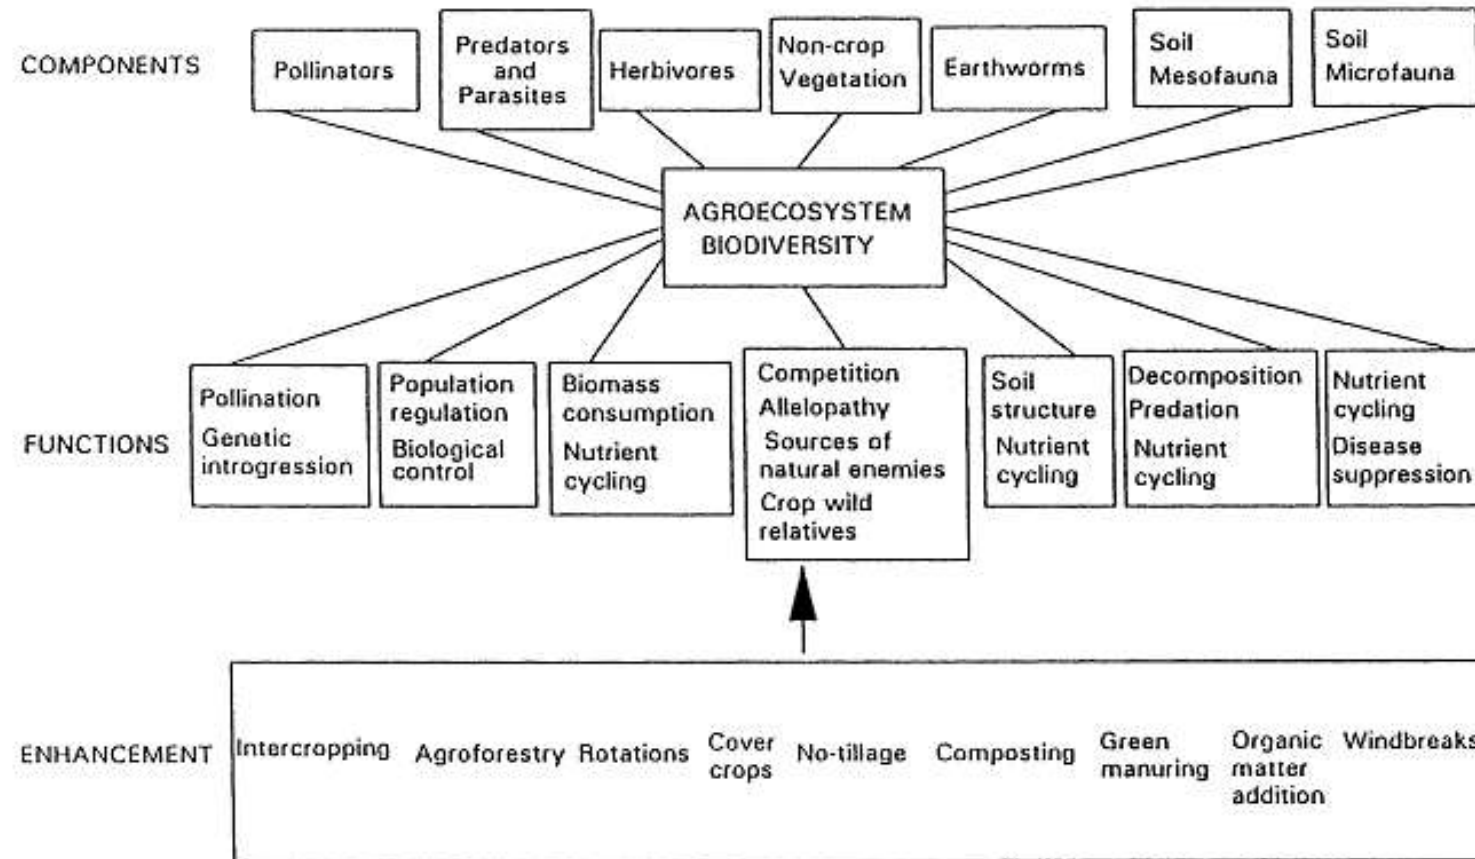 COMPONENTS
Pollinators
Predators
and
Parasites
Herbivores
Non-crop
Vegetation
Earthworms
Soil
Mesofauna
Soil
Microfauna
AGROECOSYSTEM
BIODIVERSITY
FUNCTIONS
Pollination
Genetic
introgression
Population
regulation
Biological
control
Biomass
consumption
Nutrient
cycling
Competition
Allelopathy
Sources of
natural enemies
Crop wild
relatives
Soil
structure
Nutrient
cycling
Decomposition
Predation
Nutrient
cycling
Nutrient
cycling
Disease
suppression
ENHANCEMENT
Intercropping
Agroforestry
Rotations
Cover
crops
No-tillage
Composting
Green
manuring
Organic
matter
addition
Windbreaks